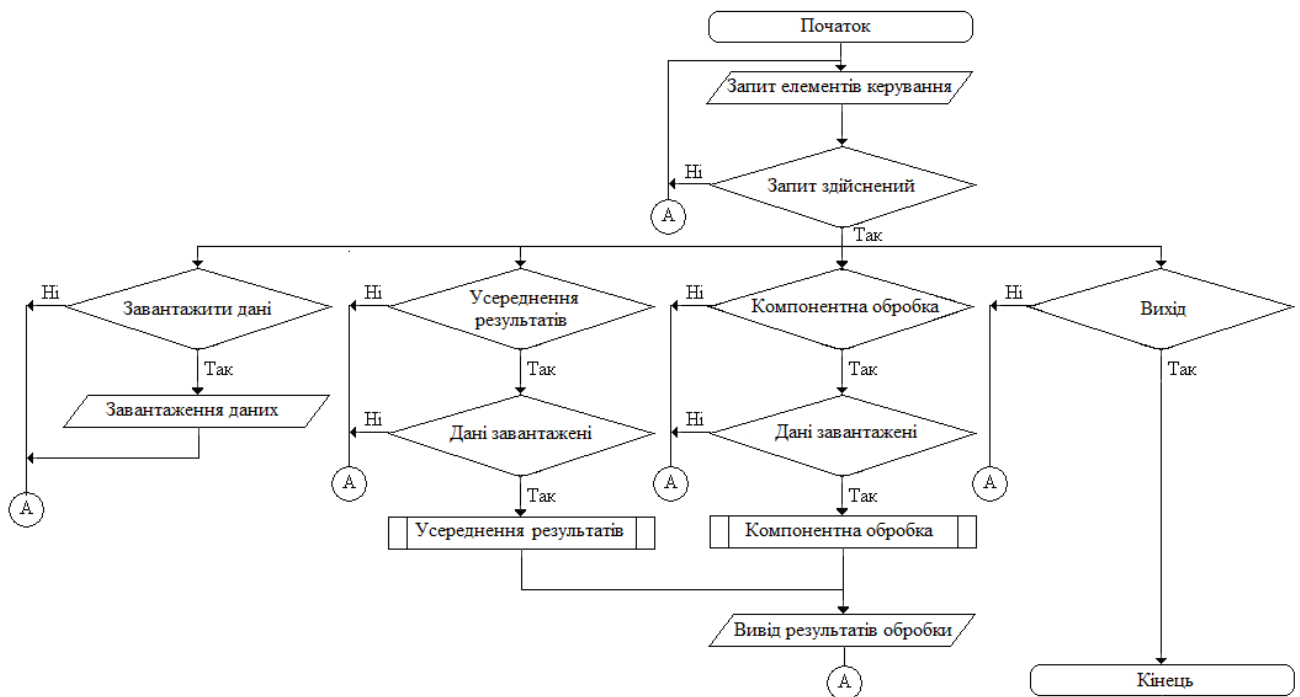 Початок
Запит елементів керування
Ні
Запит здійснений
А
Так
Ні
Завантажити дані
Ні
Усереднення
результатів
Ні
Компонентна обробка
Ні
Вихід
Так
Так
Так
Так
Завантаження даних
Ні
Дані завантажені
Ні
Дані завантажені
А
А
А
А
Так
Так
Усереднення результатів
Компонентна обробка
Вивід результатів обробки
А
Кінець